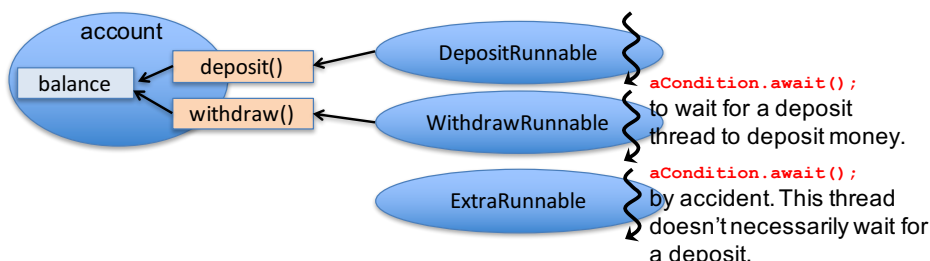 account
balance
deposit()
withdraw()
DepositRunnable
WithdrawRunnable
ExtraRunnable
aCondition.await();
to wait for a deposit
thread to deposit money.
aCondition.await();
by accident. This thread
doesn’t necessarily wait for
a deposit.